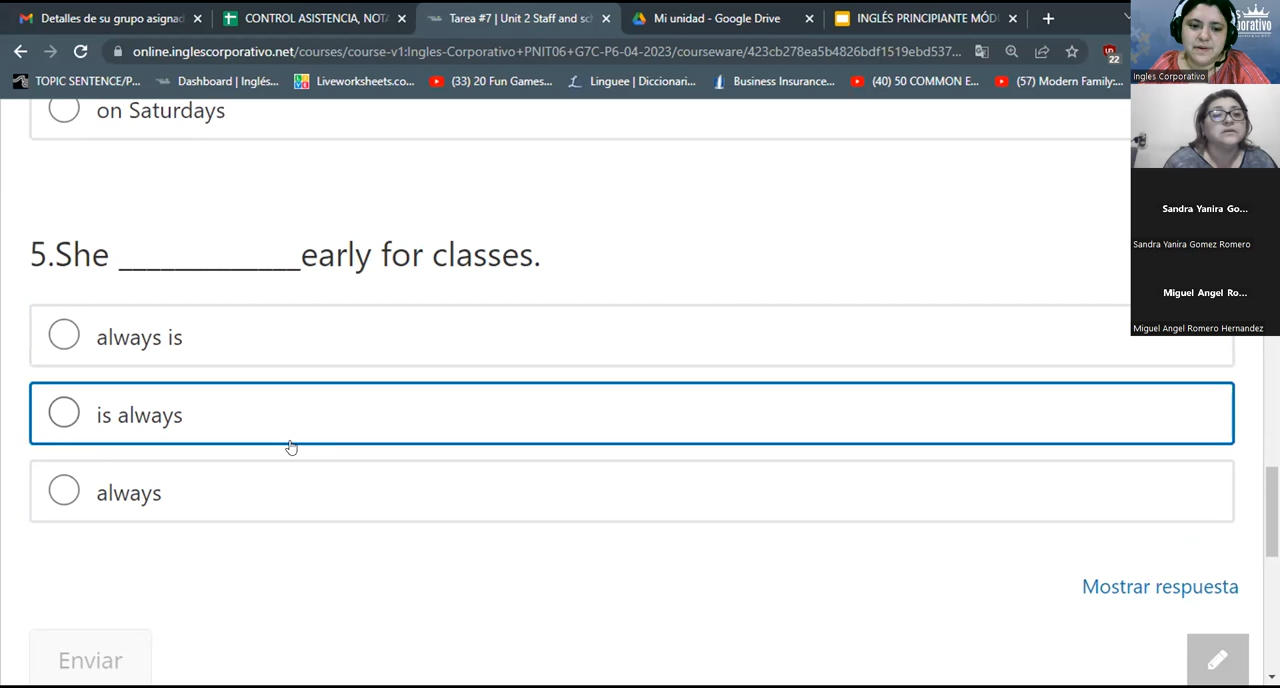 Detalles de su grupo asignad
CONTROL ASISTENCIA, NOTA
Tarea #7 | Unit 2 Staff and sc
Mi unidad - Google Drive
INGLÉS PRINCIPIANTE MÓD
online.inglescorporativo.net/courses/course-v1:Ingles-Corporativo+PNIT06+G7C-P6-04-2023/courseware/423cb278ea5b4826bdf1519ebd537...
22
TOPIC SENTENCE/P...
Dashboard | Inglés...
Liveworksheets.co...
(33) 20 Fun Games...
Linguee | Diccionari...
Business Insurance...
(40) 50 COMMON E...
(57) Modern Family:...
Ingles Corporativo
on Saturdays
Sandra Yanira Go...
Sandra Yanira Gomez Romero
5.She _____________early for classes.
Miguel Angel Ro...
Miguel Angel Romero Hernandez
always is
is always
always
Mostrar respuesta
Enviar